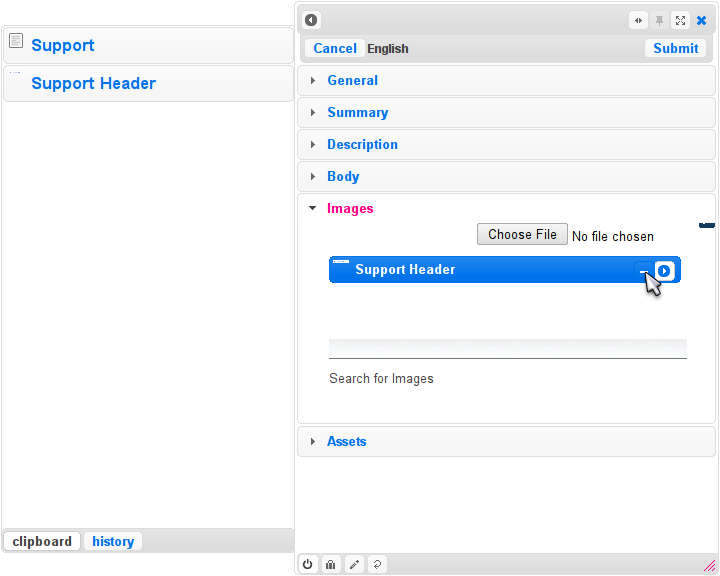 Support
Support Header
clipboard
history
Cancel
English
Submit
General
Summary
Description
Body
Images
Choose File No file chosen
Support Header
Search for Images
Assets